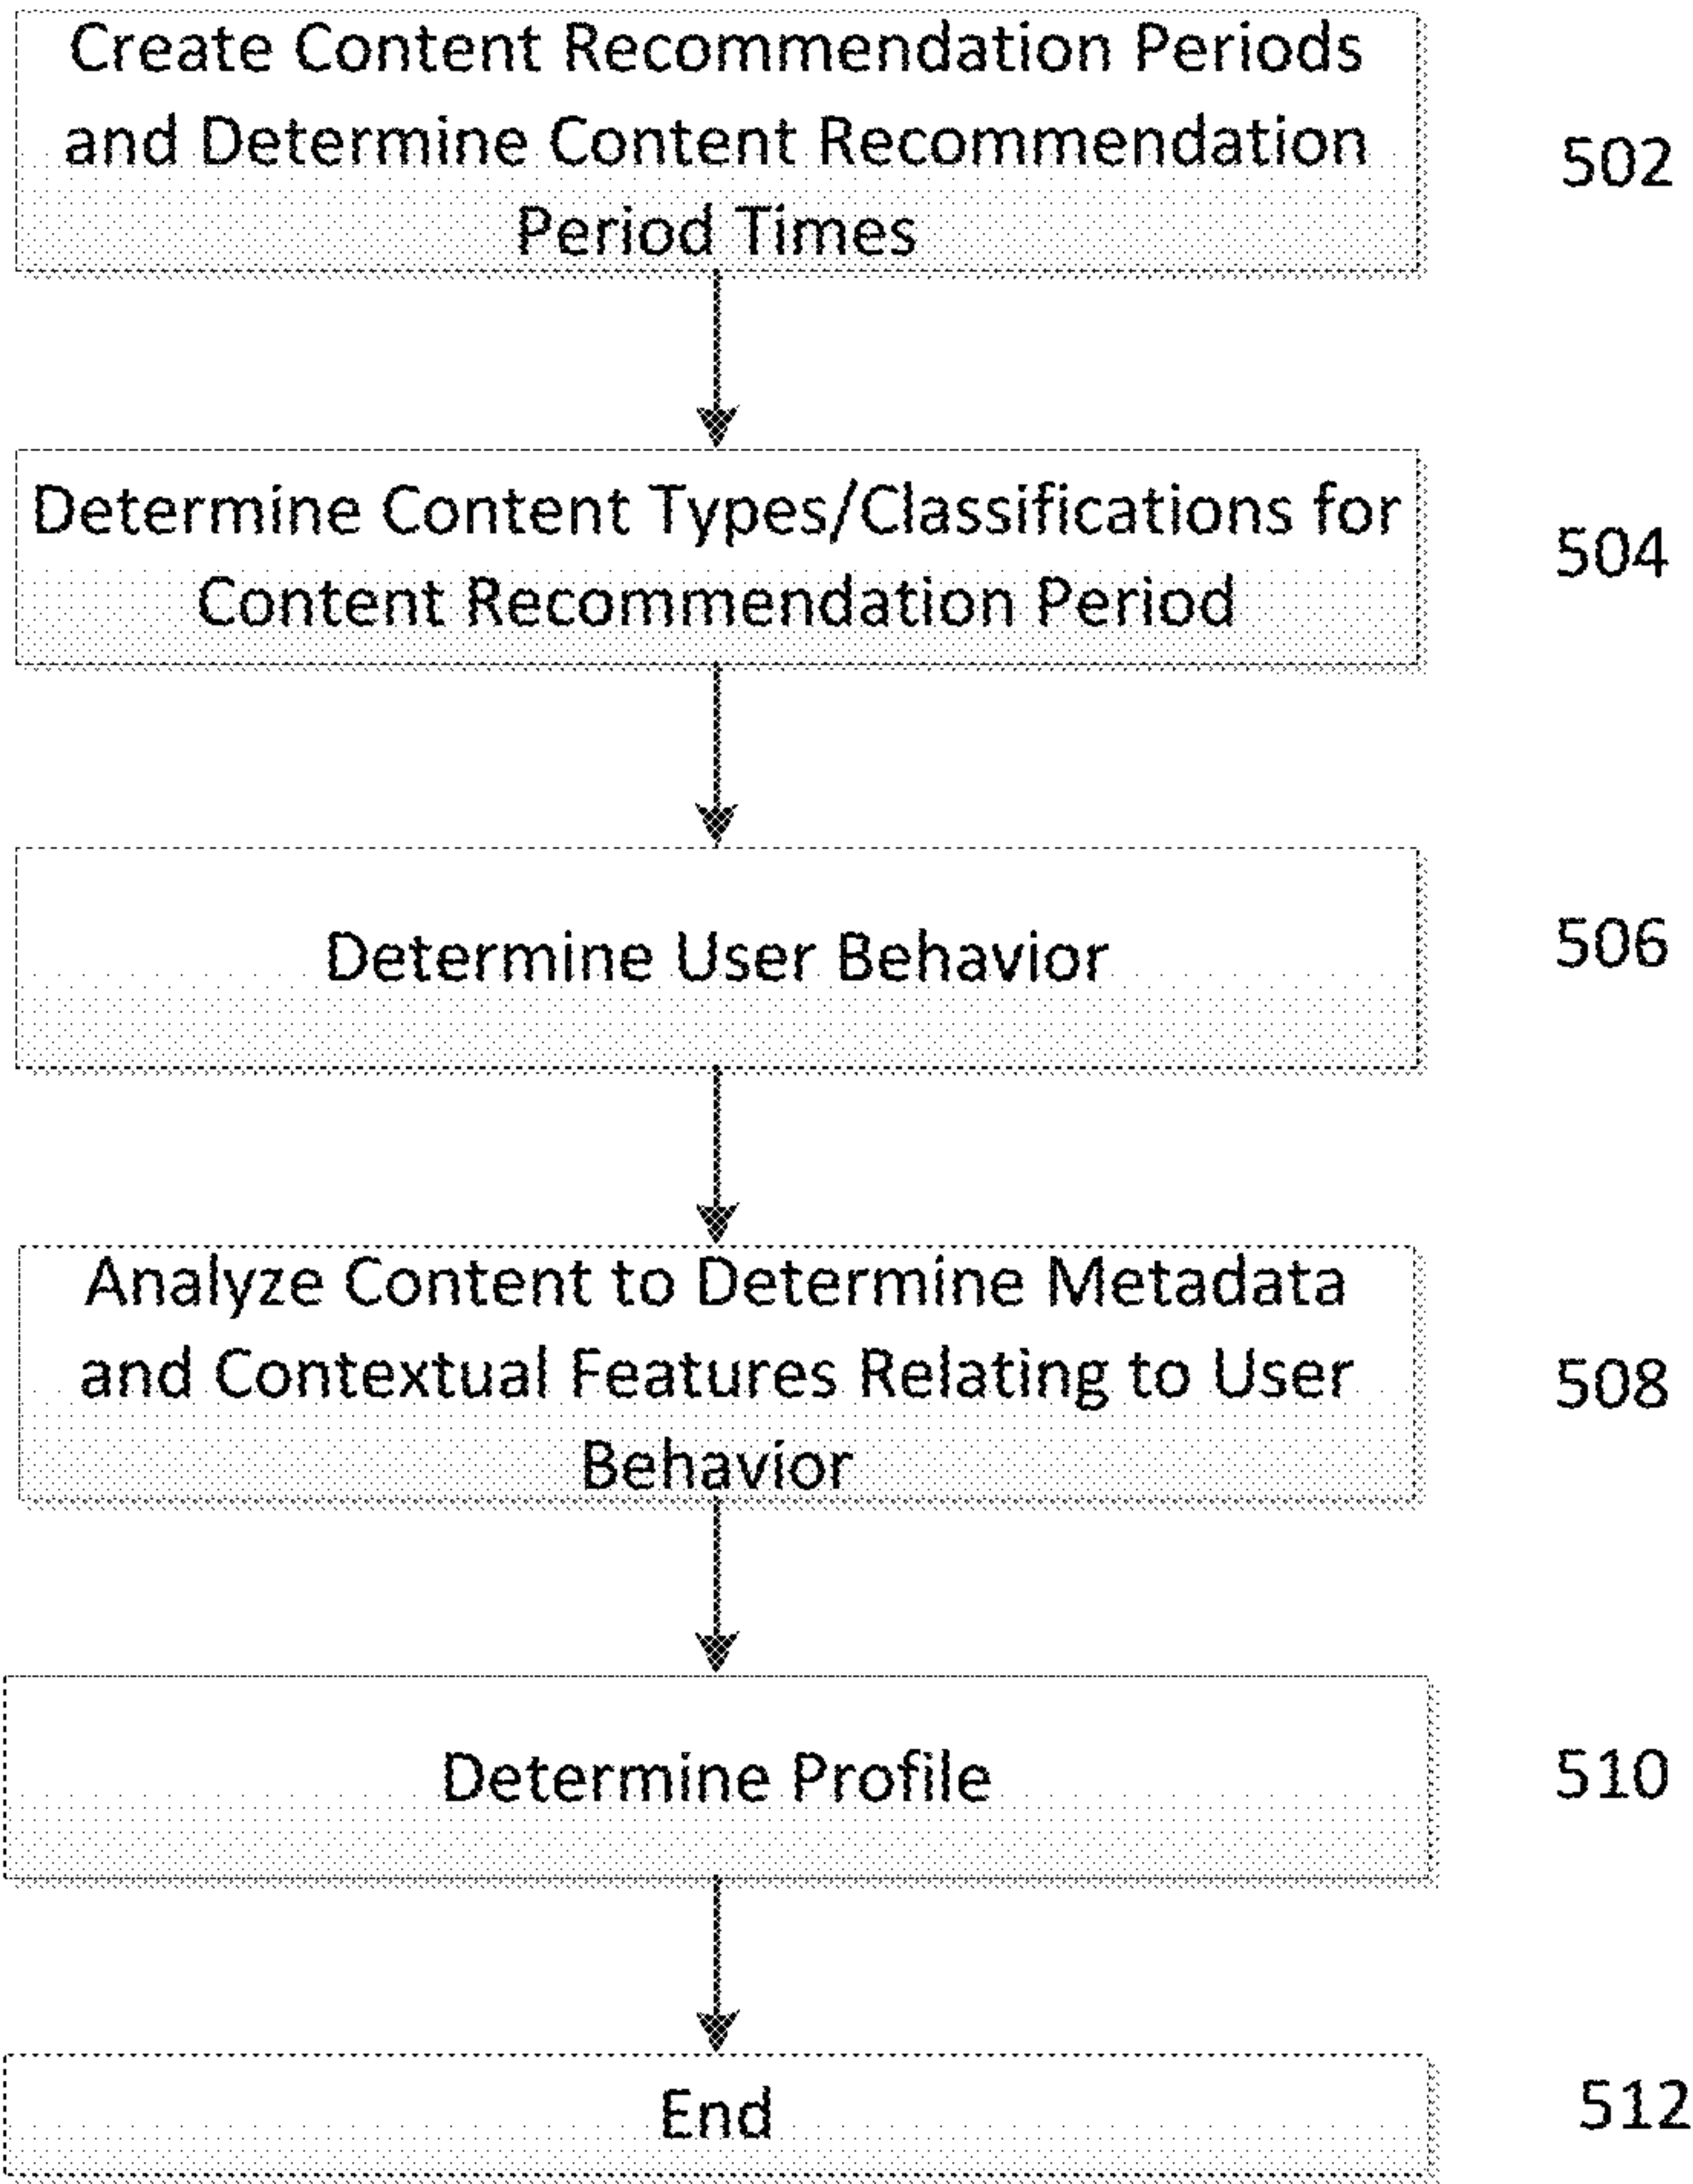 Create Content Recommendation Periods
and Determine Content Recommendation
Period Times
502
Determine Content Types/Classifications for
Content Recommendation Period
504
Determine User Behavior
506
Analyze Content to Determine Metadata
and Contextual Features Relating to User
Behavior
508
Determine Profile
510
End
512